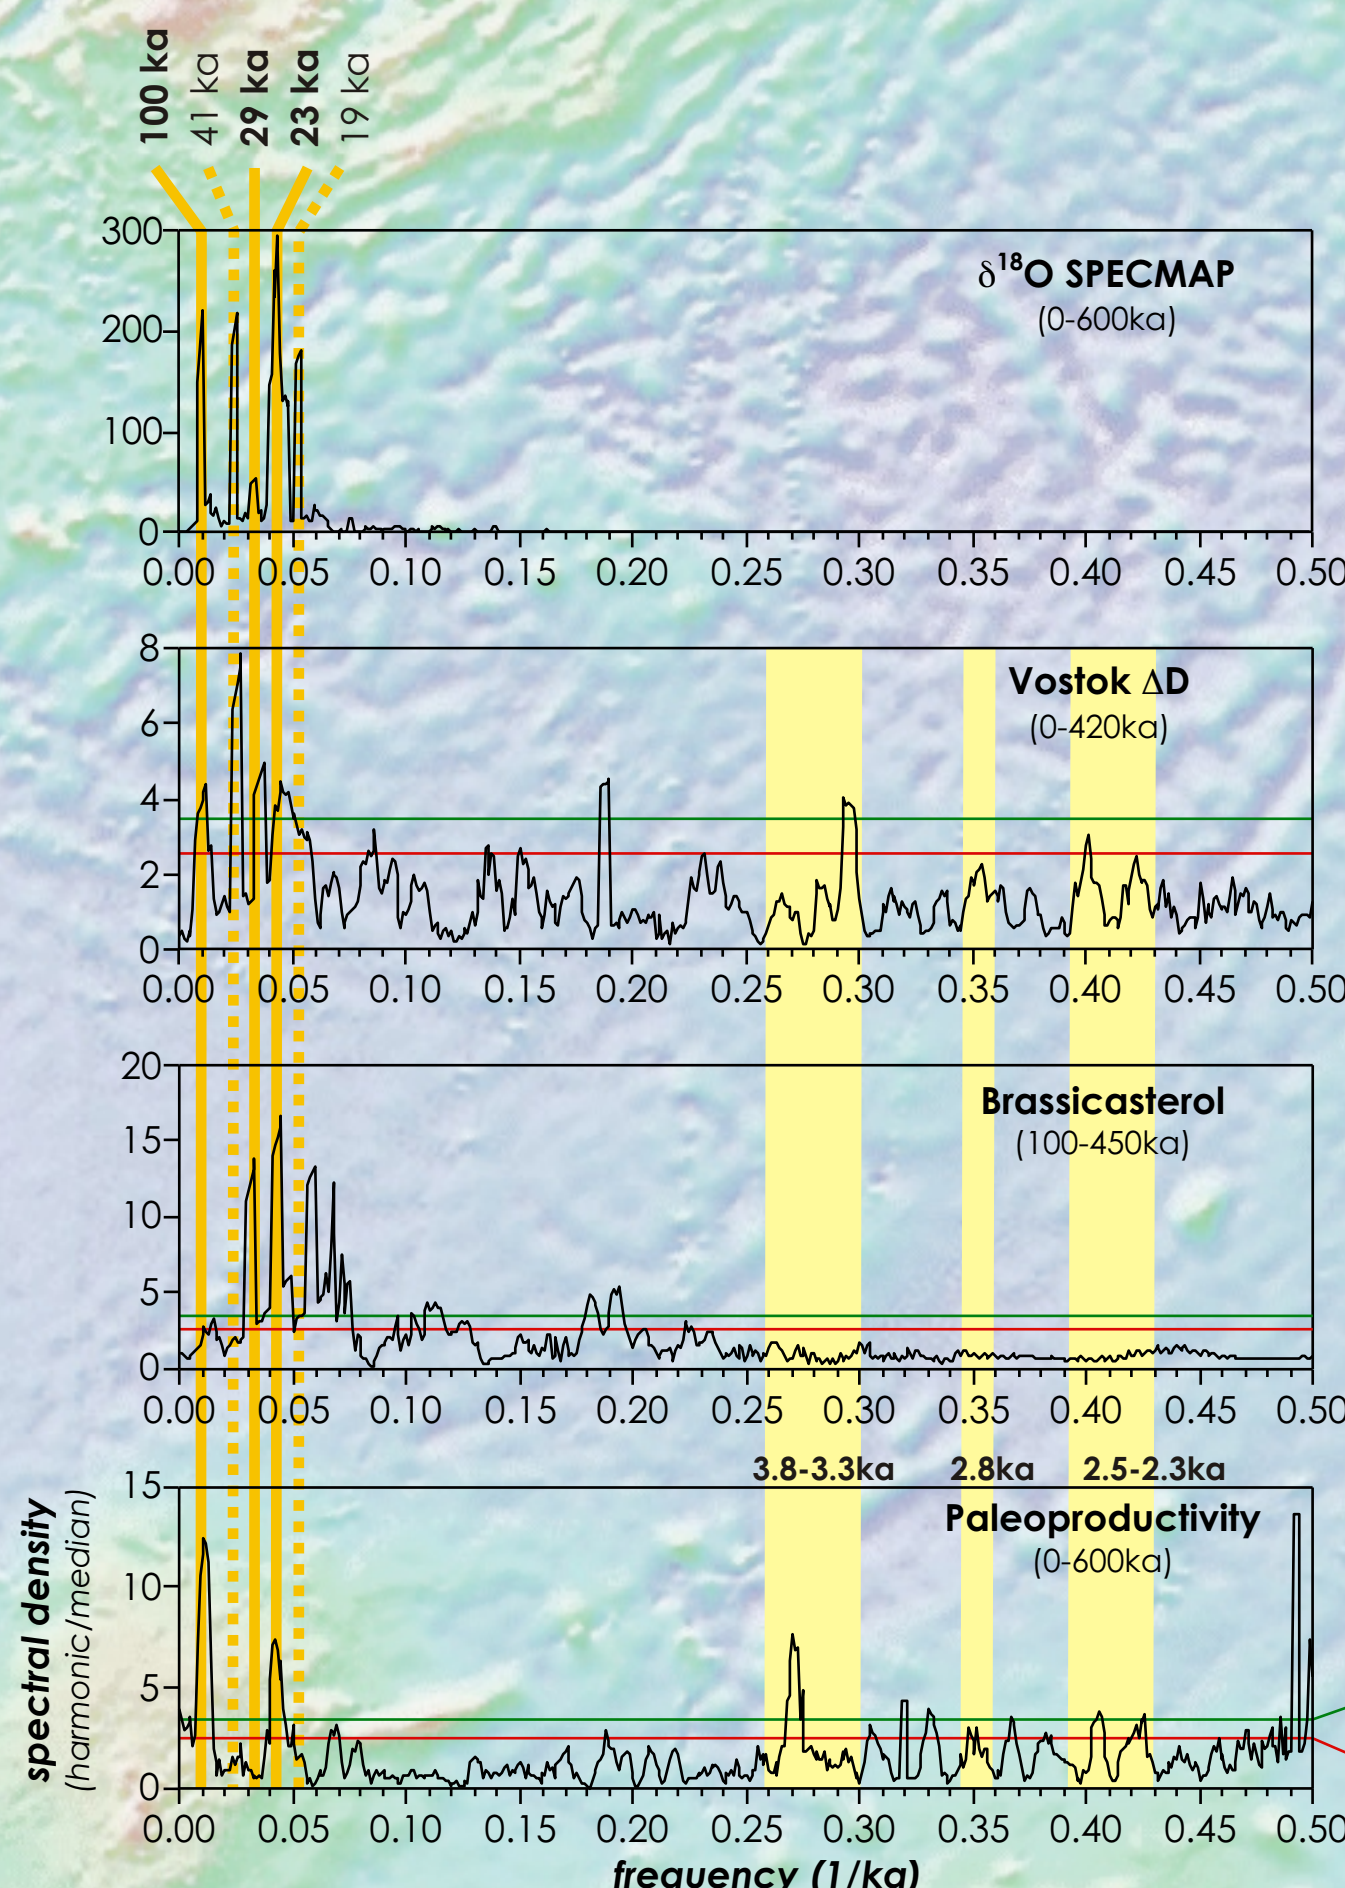 100 ka
41 ka
29 ka
23 ka
19 ka
300
200
100
0
δ18O SPECMAP
(0-600ka)
0.00 0.05 0.10 0.15 0.20 0.25 0.30 0.35 0.40 0.45 0.50
8
6
4
2
0
Vostok ΔD
(0-420ka)
0.00 0.05 0.10 0.15 0.20 0.25 0.30 0.35 0.40 0.45 0.50
20
15
10
5
0
Brassicasterol
(100-450ka)
0.00 0.05 0.10 0.15 0.20 0.25 0.30 0.35 0.40 0.45 0.50
3.8-3.3ka 2.8ka 2.5-2.3ka
15
10
5
0
Paleoproductivity
(0-600ka)
spectral density
(harmonic/median)
0.00 0.05 0.10 0.15 0.20 0.25 0.30 0.35 0.40 0.45 0.50
frequency (1/ka)